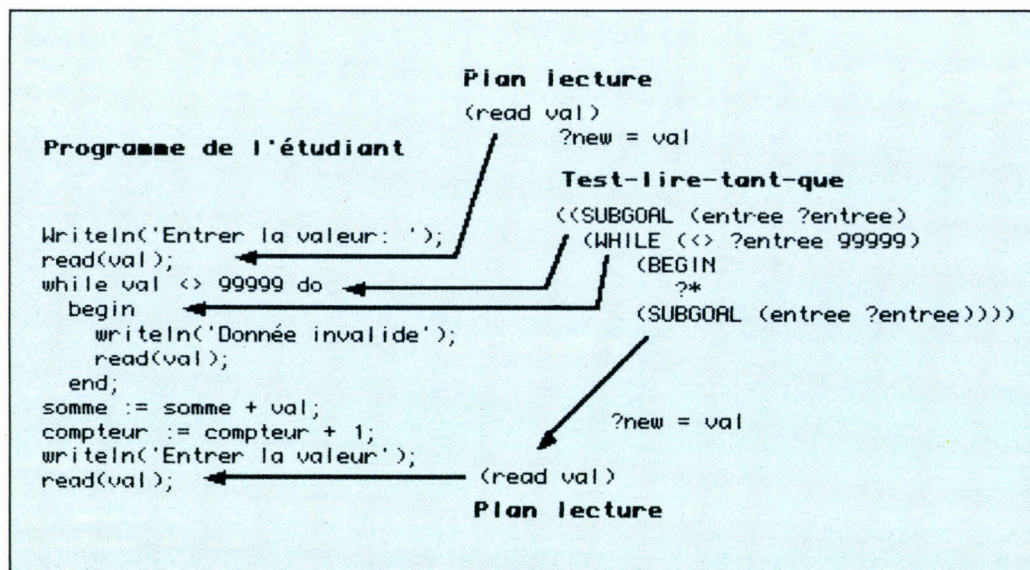 Plan lecture
(read val)
?new = val
Programme de l'étudiant
Test-lire-tant-que
((SUBGOAL (entree ?entree)
(WHILE (<> ?entree 99999)
(BEGIN
?*
(SUBGOAL (entree ?entree))))
Writeln('Entrer la valeur: ');
read(val);
while val <> 99999 do
begin
writeln('Donnée invalide');
read(val);
end;
somme := somme + val;
compteur := compteur + 1;
writeln('Entrer la valeur');
read(val);
?new = val
(read val)
Plan lecture